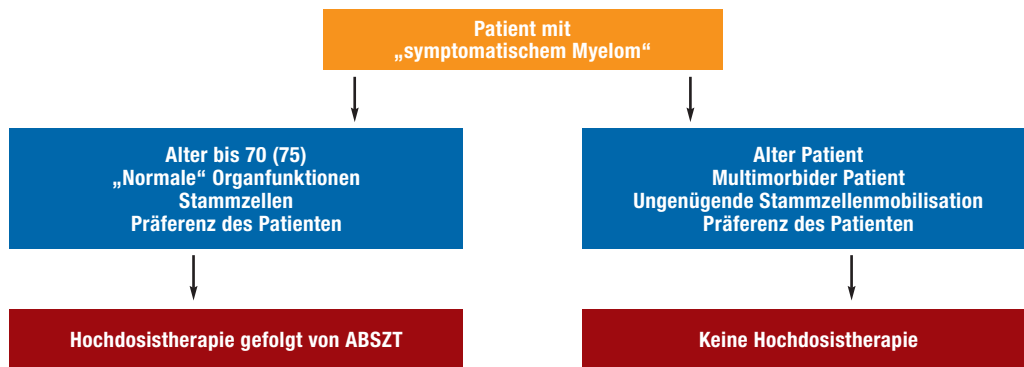 Patient mit
„symptomatischem Myelom“
Alter bis 70 (75)
„Normale“ Organfunktionen
Stammzellen
Präferenz des Patienten
Alter Patient
Multimorbider Patient
Ungenügende Stammzellenmobilisation
Präferenz des Patienten
Hochdosistherapie gefolgt von ABSZT
Keine Hochdosistherapie